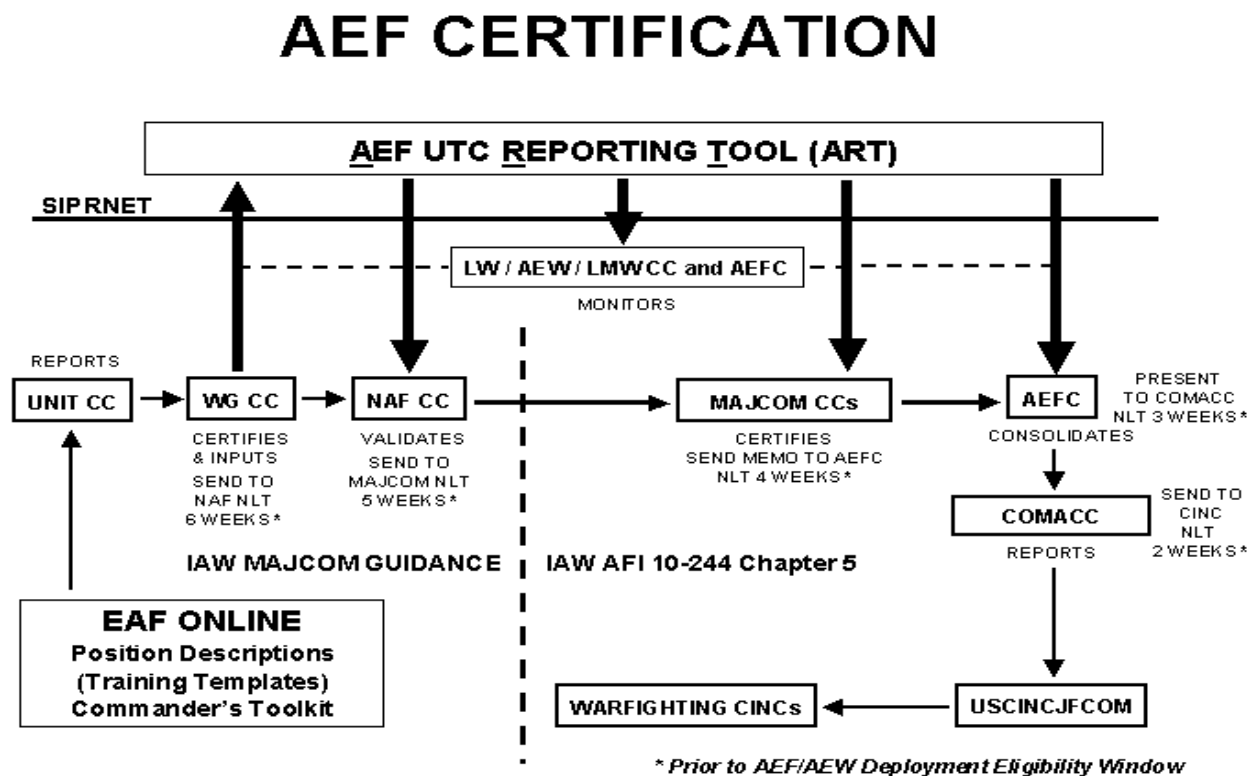 AEF CERTIFICATION
AEF UTC REPORTING TOOL (ART)
SIPRNET
LW / AEW / LMWCC and AEFC
MONITORS
REPORTS
UNIT CC
WG CC
CERTIFIES
& INPUTS
SEND TO
NAF NLT
6 WEEKS*
NAF CC
VALIDATES
SEND TO
MAJCOM NLT
5 WEEKS*
MAJCOM CCs
CERTIFIES
SEND MEMO TO AEFC
NLT 4 WEEKS*
AEFC
CONSOLIDATES
PRESENT
TO COMACC
NLT 3 WEEKS*
COMACC
REPORTS
SEND TO
CINC
NLT
2 WEEKS*
IAW MAJCOM GUIDANCE
IAW AFI 10-244 Chapter 5
EAF ONLINE
Position Descriptions
(Training Templates)
Commander's Toolkit
WARFIGHTING CINCs
USCINCJFCOM
* Prior to AEF/AEW Deployment Eligibility Window